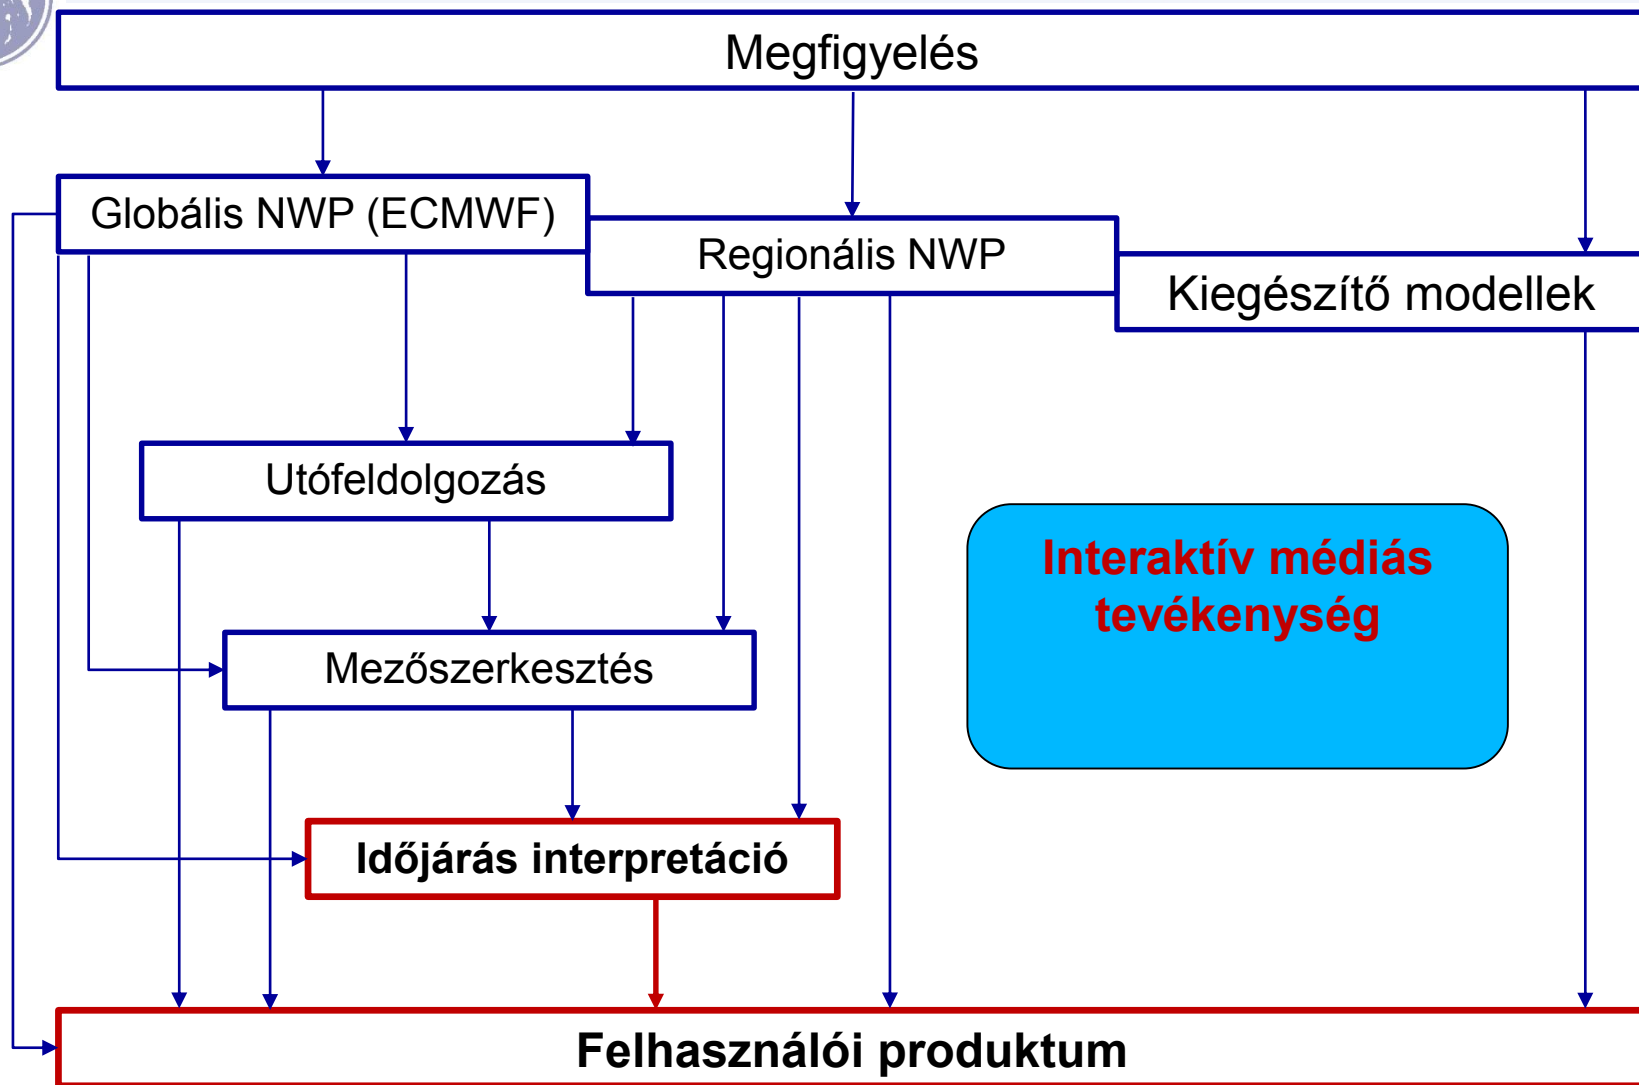 Megfigyelés
Globális NWP (ECMWF)
Regionális NWP
Kiegészítő modellek
Utófeldolgozás
Interaktív médiás
tevékenység
Mezőszerkesztés
Időjárás interpretáció
Felhasználói produktum